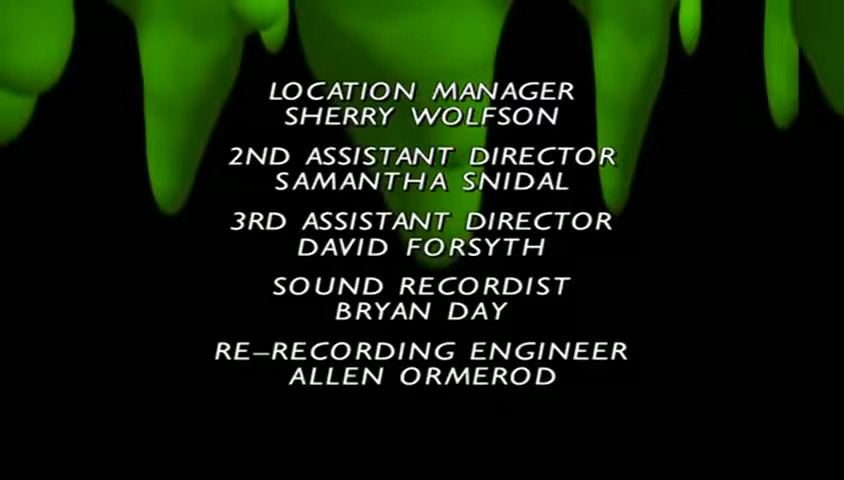 LOCATION MANAGER
SHERRY WOLFSON
2ND ASSISTANT DIRECTOR
SAMANTHA SNIDAL
3RD ASSISTANT DIRECTOR
DAVID FORSYTH
SOUND RECORDIST
BRYAN DAY
RE–RECORDING ENGINEER
ALLEN ORMEROD